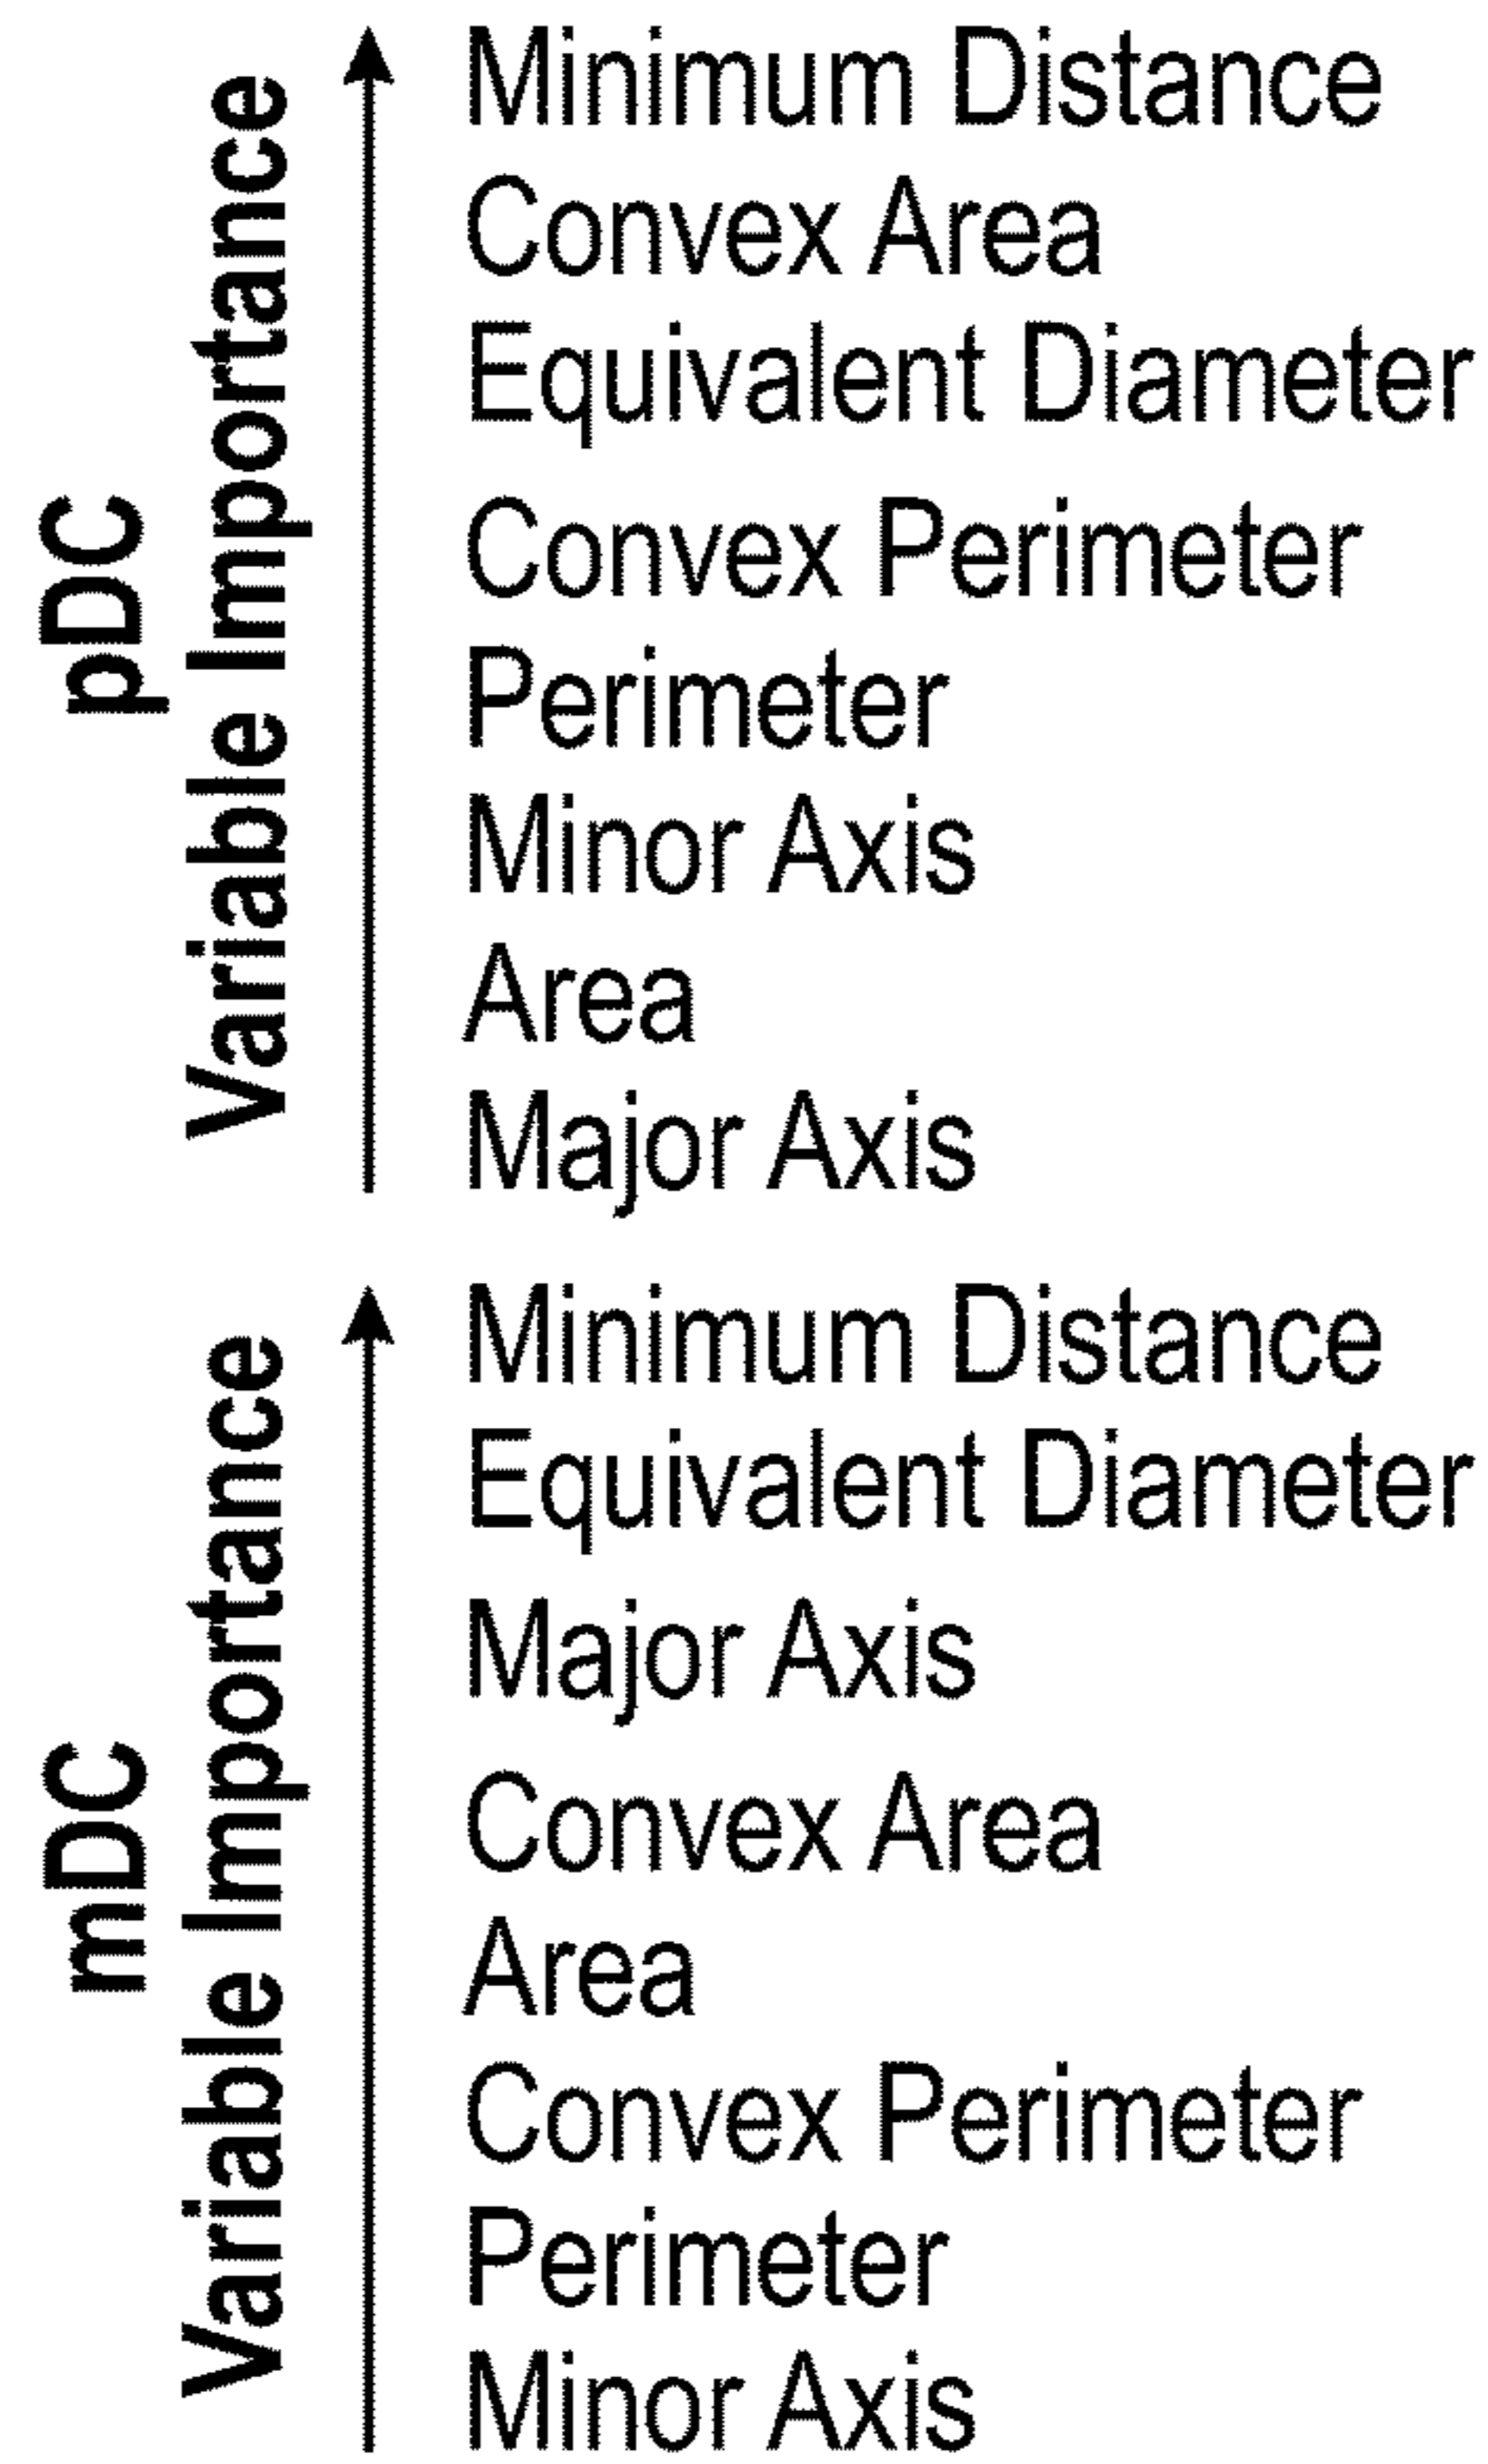 pDC
Variable Importance
Minimum Distance
Convex Area
Equivalent Diameter
Convex Perimeter
Perimeter
Minor Axis
Area
Major Axis
mDC
Variable Importance
Minimum Distance
Equivalent Diameter
Major Axis
Convex Area
Area
Convex Perimeter
Perimeter
Minor Axis